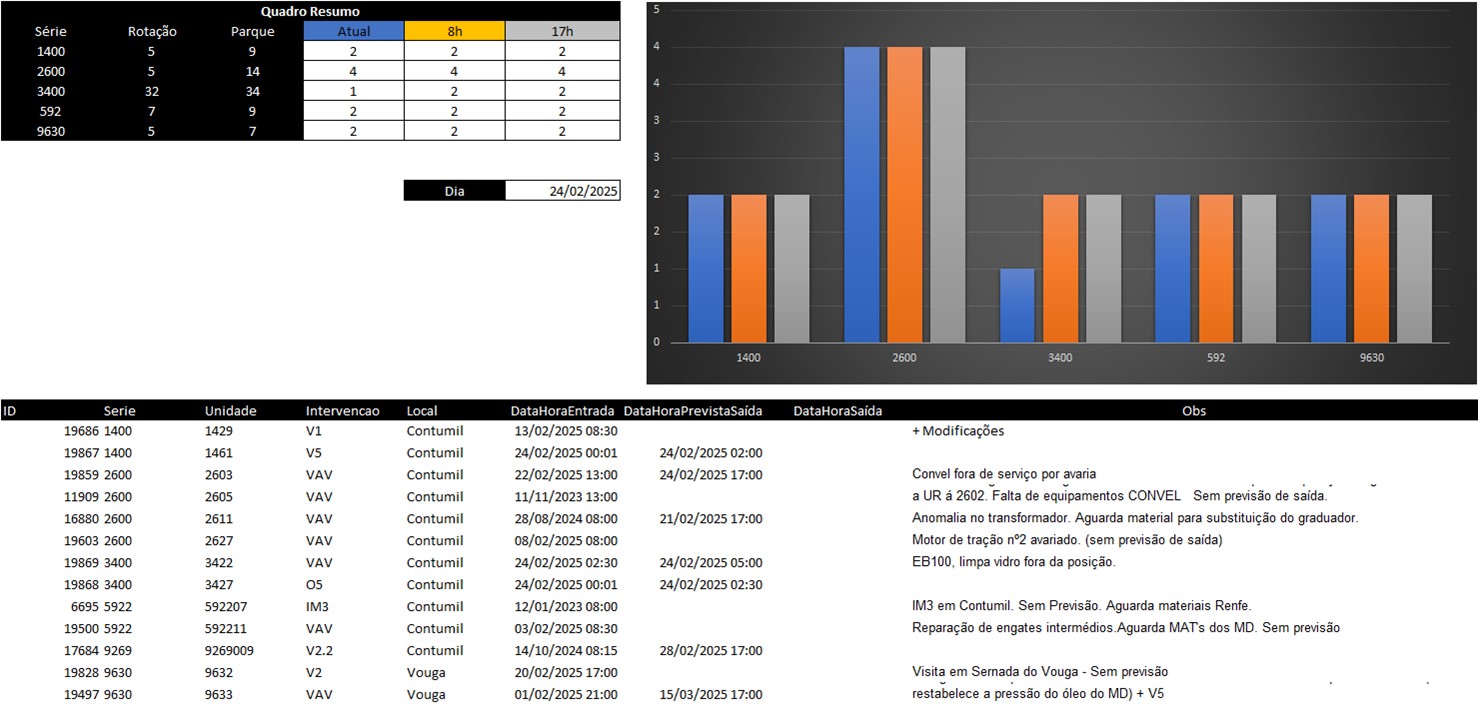 Quadro Resumo
Série Rotação Parque Atual 8h 17h
1400 5 9 2 2 2
2600 5 14 4 4 4
3400 32 34 1 2 2
592 7 9 2 2 2
9630 5 7 2 2 2
Dia 24/02/2025
5
4
4
3
3
2
2
1
1
0
1400 2600 3400 592 9630
ID Serie Unidade Intervencao Local DataHoraEntrada DataHoraPrevistaSaída DataHoraSaída Obs
19686 1400 1429 V1 Contumil 13/02/2025 08:30 + Modificações
19867 1400 1461 V5 Contumil 24/02/2025 00:01 24/02/2025 02:00
19859 2600 2603 VAV Contumil 22/02/2025 13:00 24/02/2025 17:00 Convel fora de serviço por avaria
11909 2600 2605 VAV Contumil 11/11/2023 13:00 a UR á 2602. Falta de equipamentos CONVEL Sem previsão de saída.
16880 2600 2611 VAV Contumil 28/08/2024 08:00 21/02/2025 17:00 Anomalia no transformador. Aguarda material para substituição do graduador.
19603 2600 2627 VAV Contumil 08/02/2025 08:00 Motor de tração nº2 avariado. (sem previsão de saída)
19869 3400 3422 VAV Contumil 24/02/2025 02:30 24/02/2025 05:00 EB100, limpa vidro fora da posição.
19868 3400 3427 O5 Contumil 24/02/2025 00:01 24/02/2025 02:30
6695 5922 592207 IM3 Contumil 12/01/2023 08:00 IM3 em Contumil. Sem Previsão. Aguarda materiais Renfe.
19500 5922 592211 VAV Contumil 03/02/2025 08:30 Reparação de engates intermédios.Aguarda MAT's dos MD. Sem previsão
17684 9269 9269009 V2.2 Contumil 14/10/2024 08:15 28/02/2025 17:00
19828 9630 9632 V2 Vouga 20/02/2025 17:00 Visita em Sernada do Vouga - Sem previsão
19497 9630 9633 VAV Vouga 01/02/2025 21:00 15/03/2025 17:00 restabelece a pressão do óleo do MD) + V5